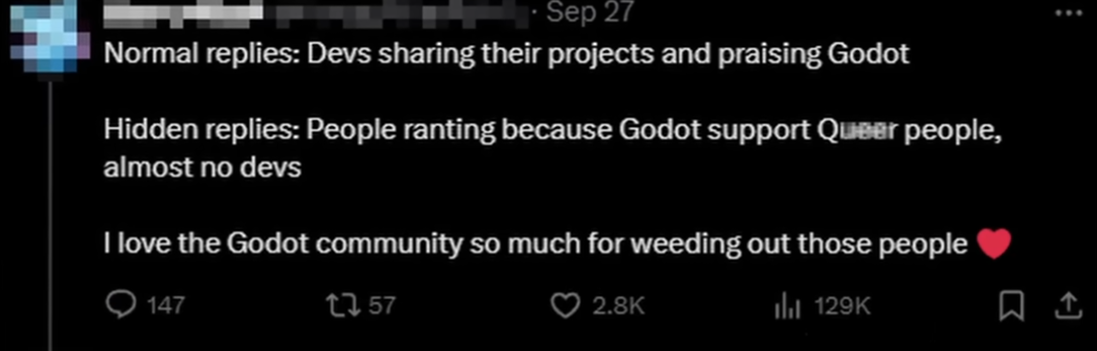 · Sep 27
Normal replies: Devs sharing their projects and praising Godot
Hidden replies: People ranting because Godot support Queer people,
almost no devs
I love the Godot community so much for weeding out those people ❤️
147 57 2.8K 129K